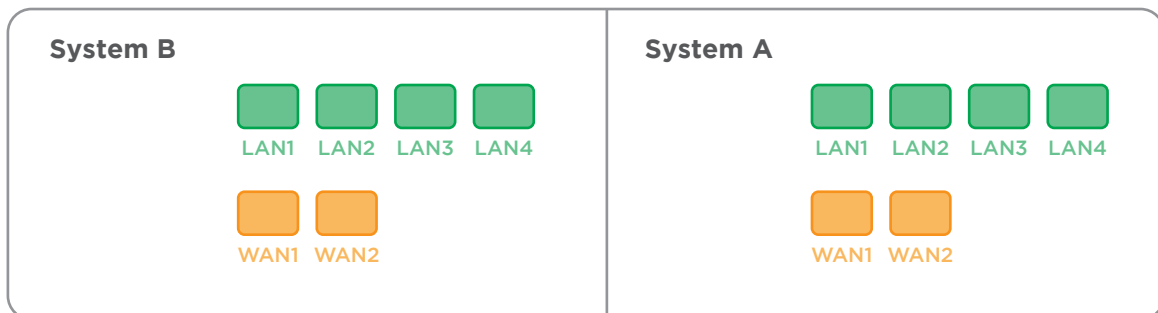 System B
LAN1 LAN2 LAN3 LAN4
WAN1 WAN2
System A
LAN1 LAN2 LAN3 LAN4
WAN1 WAN2